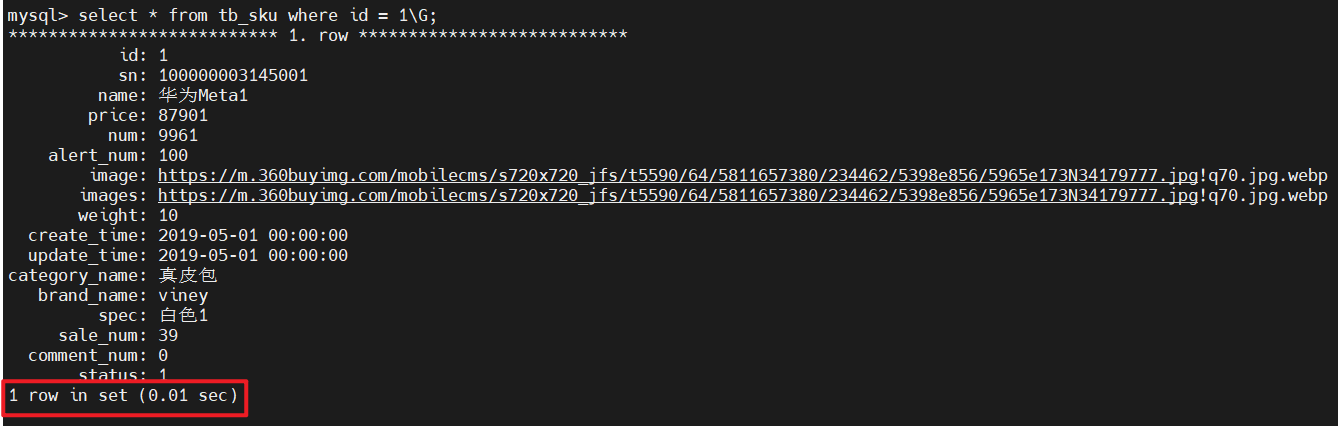 mysql> select * from tb_sku where id = 1\G;
*************************** 1. row ***************************
id: 1
sn: 100000003145001
name: 华为Meta1
price: 87901
num: 9961
alert_num: 100
image: https://m.360buyimg.com/mobilecms/s720x720_jfs/t5590/64/5811657380/234462/5398e856/5965e173N34179777.jpg!q70.jpg.webp
images: https://m.360buyimg.com/mobilecms/s720x720_jfs/t5590/64/5811657380/234462/5398e856/5965e173N34179777.jpg!q70.jpg.webp
weight: 10
create_time: 2019-05-01 00:00:00
update_time: 2019-05-01 00:00:00
category_name: 真皮包
brand_name: viney
spec: 白色1
sale_num: 39
comment_num: 0
status: 1
1 row in set (0.01 sec)